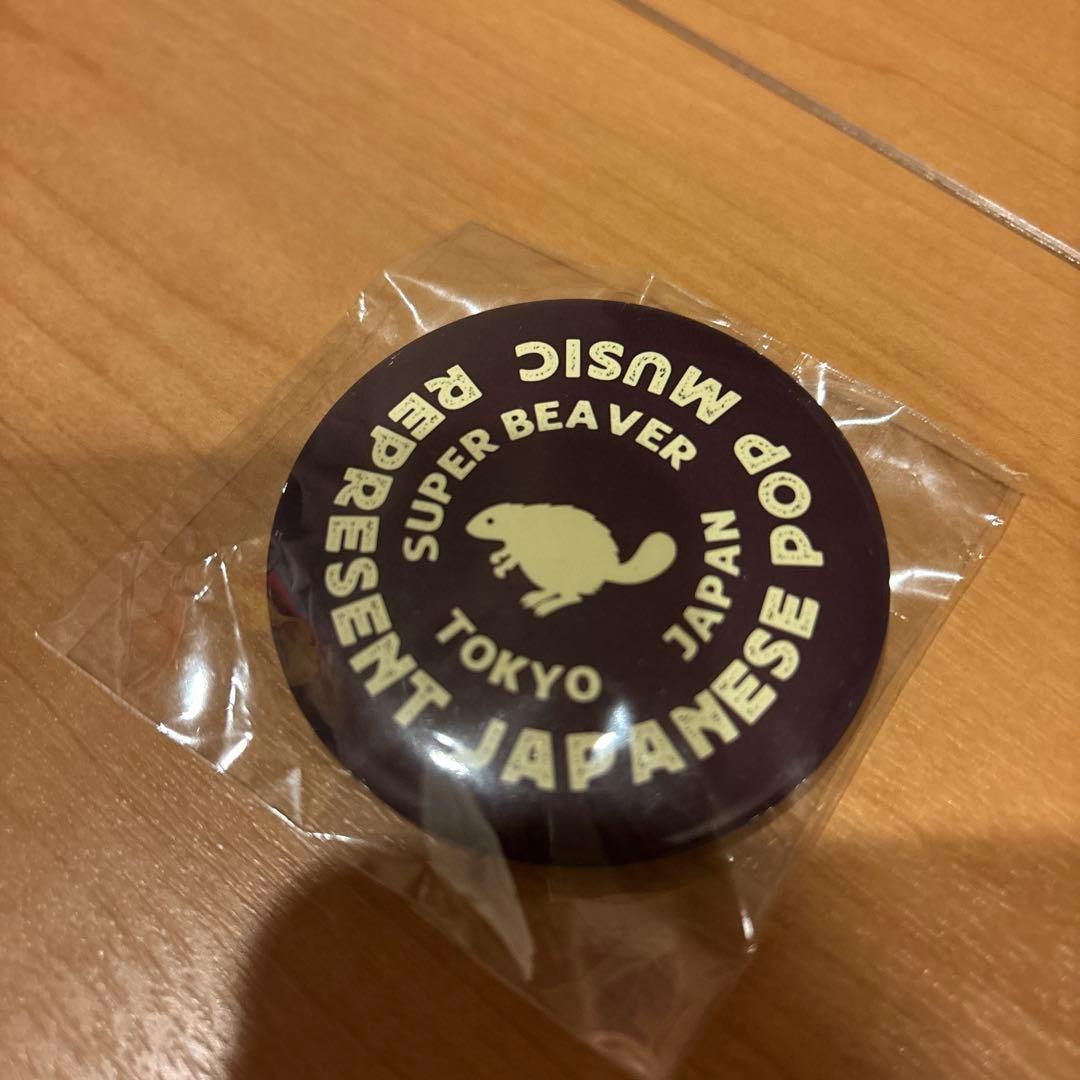 REPRESENT JAPANESE POP MUSIC
SUPER BEAVER
TOKYO
JAPAN